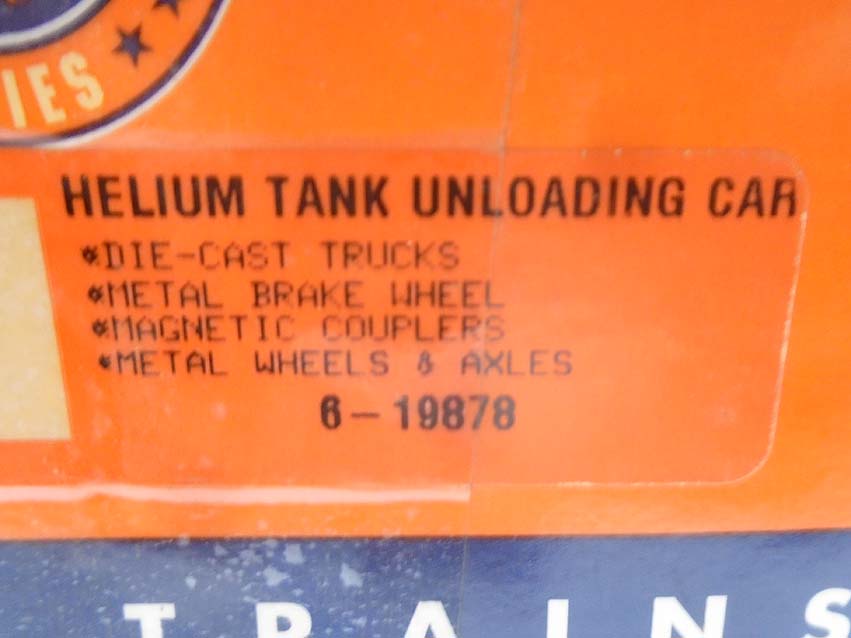 IES
HELIUM TANK UNLOADING CAR
*DIE-CAST TRUCKS
*METAL BRAKE WHEEL
*MAGNETIC COUPLERS
*METAL WHEELS & AXLES
6-19878
TRAINS